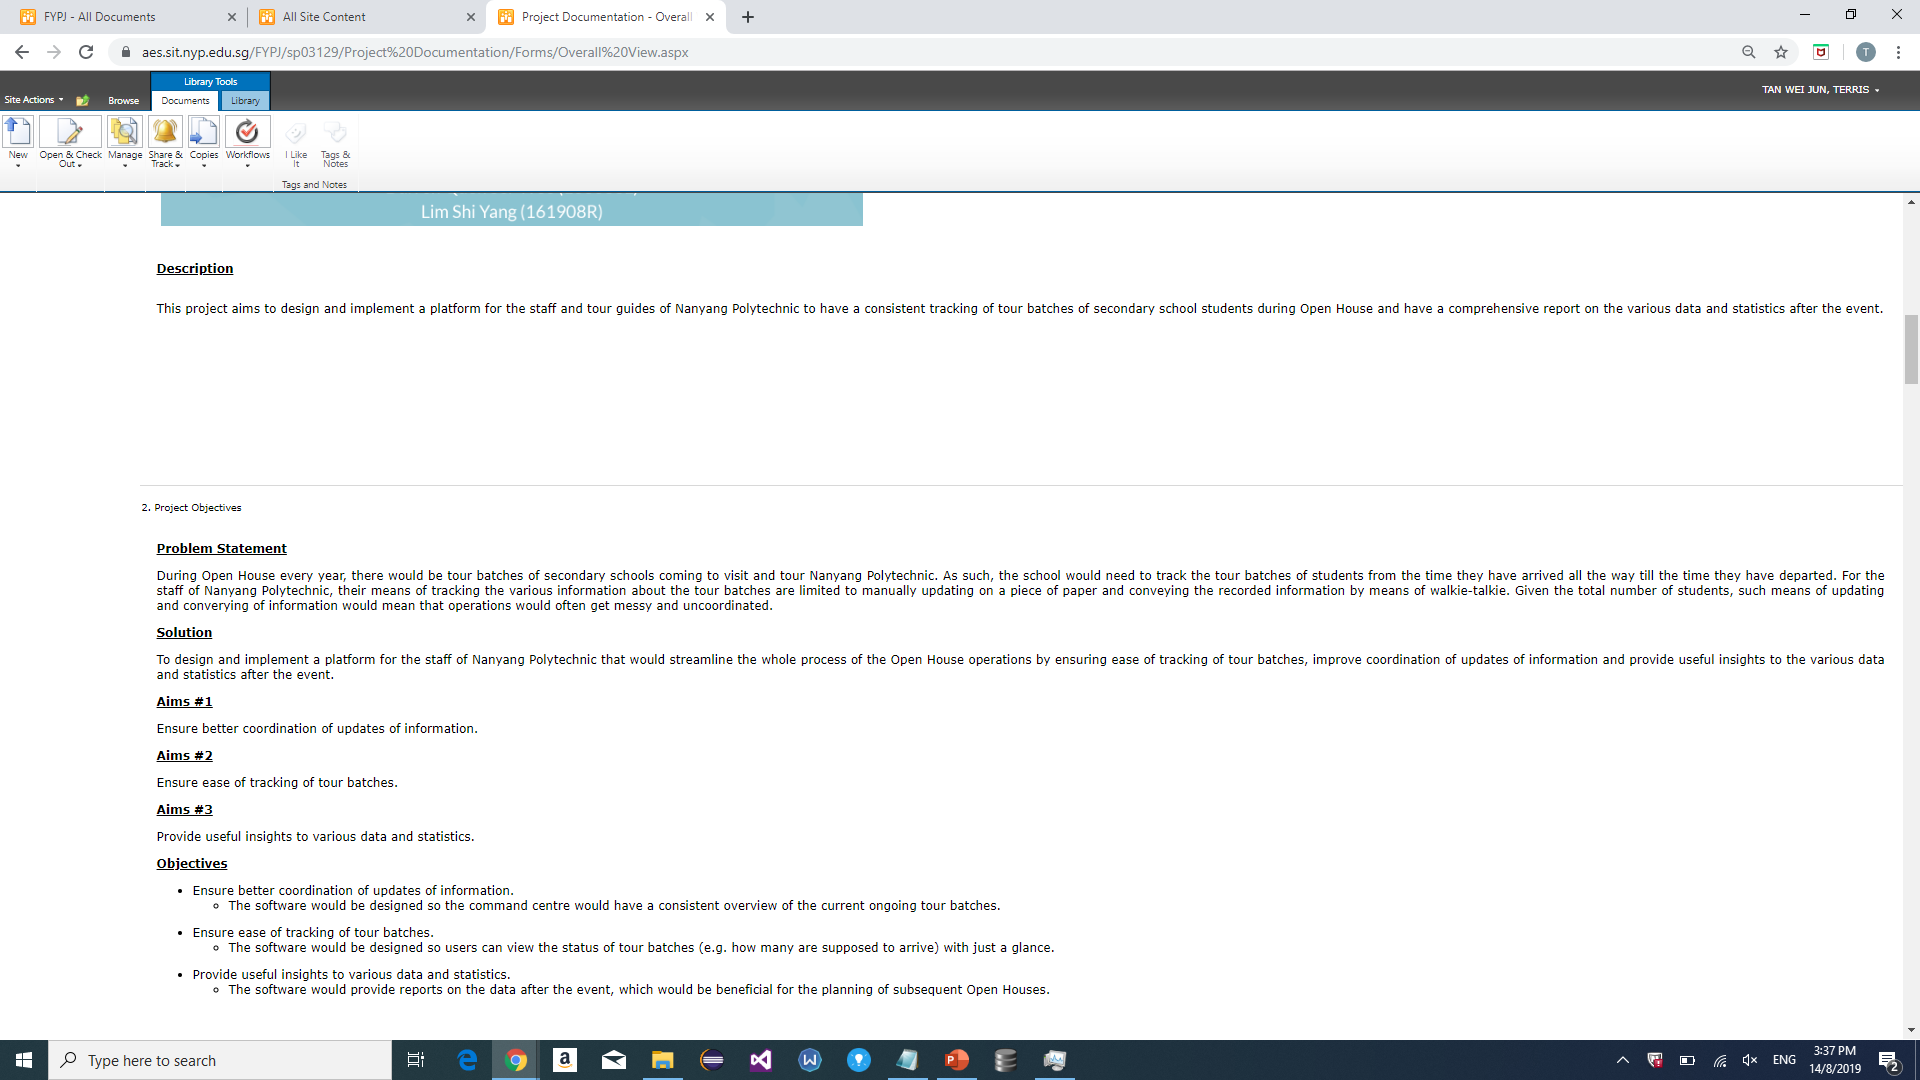 FYPJ - All Documents
All Site Content
Project Documentation - Overall
aes.sit.nyp.edu.sg/FYPJ/sp03129/Project%20Documentation/Forms/Overall%20View.aspx
T
Library Tools
Site Actions
Browse
Documents
Library
TAN WEI JUN, TERRIS
New
Open & Check Out
Manage
Share & Track
Copies
Workflows
I Like It
Tags & Notes
Tags and Notes
Lim Shi Yang (161908R)
Description
This project aims to design and implement a platform for the staff and tour guides of Nanyang Polytechnic to have a consistent tracking of tour batches of secondary school students during Open House and have a comprehensive report on the various data and statistics after the event.
2. Project Objectives
Problem Statement
During Open House every year, there would be tour batches of secondary schools coming to visit and tour Nanyang Polytechnic. As such, the school would need to track the tour batches of students from the time they have arrived all the way till the time they have departed. For the
staff of Nanyang Polytechnic, their means of tracking the various information about the tour batches are limited to manually updating on a piece of paper and conveying the recorded information by means of walkie-talkie. Given the total number of students, such means of updating
and converying of information would mean that operations would often get messy and uncoordinated.
Solution
To design and implement a platform for the staff of Nanyang Polytechnic that would streamline the whole process of the Open House operations by ensuring ease of tracking of tour batches, improve coordination of updates of information and provide useful insights to the various data
and statistics after the event.
Aims #1
Ensure better coordination of updates of information.
Aims #2
Ensure ease of tracking of tour batches.
Aims #3
Provide useful insights to various data and statistics.
Objectives
• Ensure better coordination of updates of information.
◦ The software would be designed so the command centre would have a consistent overview of the current ongoing tour batches.
• Ensure ease of tracking of tour batches.
◦ The software would be designed so users can view the status of tour batches (e.g. how many are supposed to arrive) with just a glance.
• Provide useful insights to various data and statistics.
◦ The software would provide reports on the data after the event, which would be beneficial for the planning of subsequent Open Houses.
Type here to search
ENG
3:37 PM
14/8/2019
2